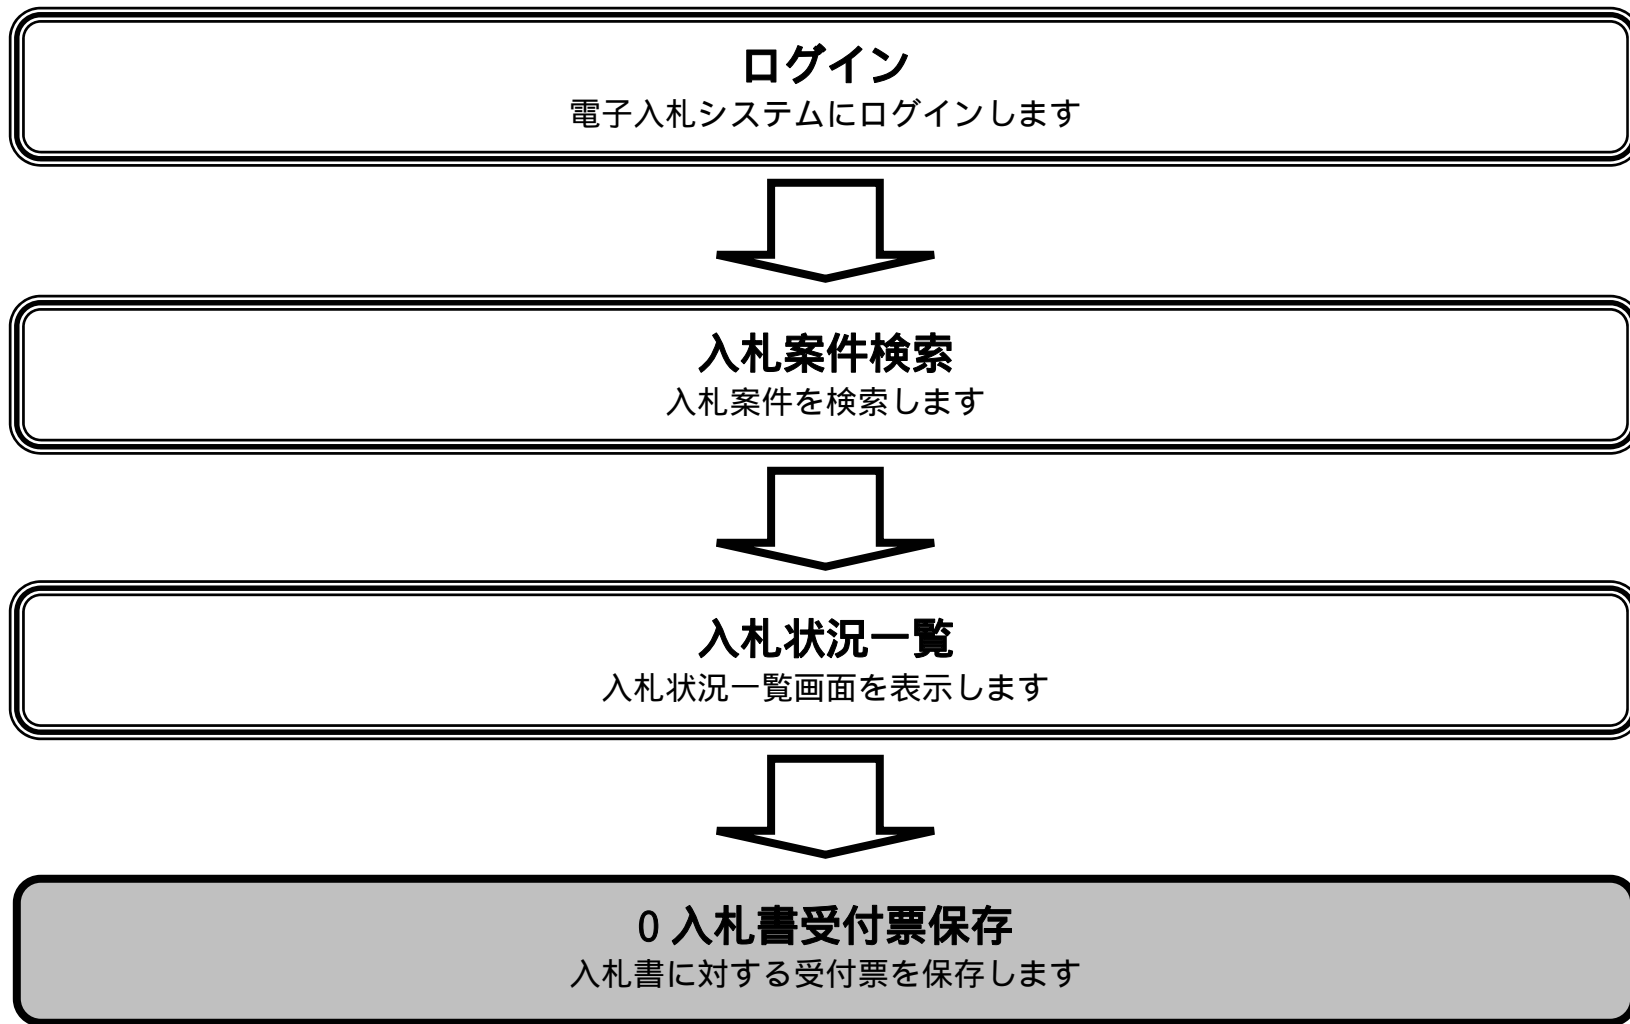 ログイン
電子入札システムにログインします
入札案件検索
入札案件を検索します
入札状況一覧
入札状況一覧画面を表示します
0 入札書受付票保存
入札書に対する受付票を保存します